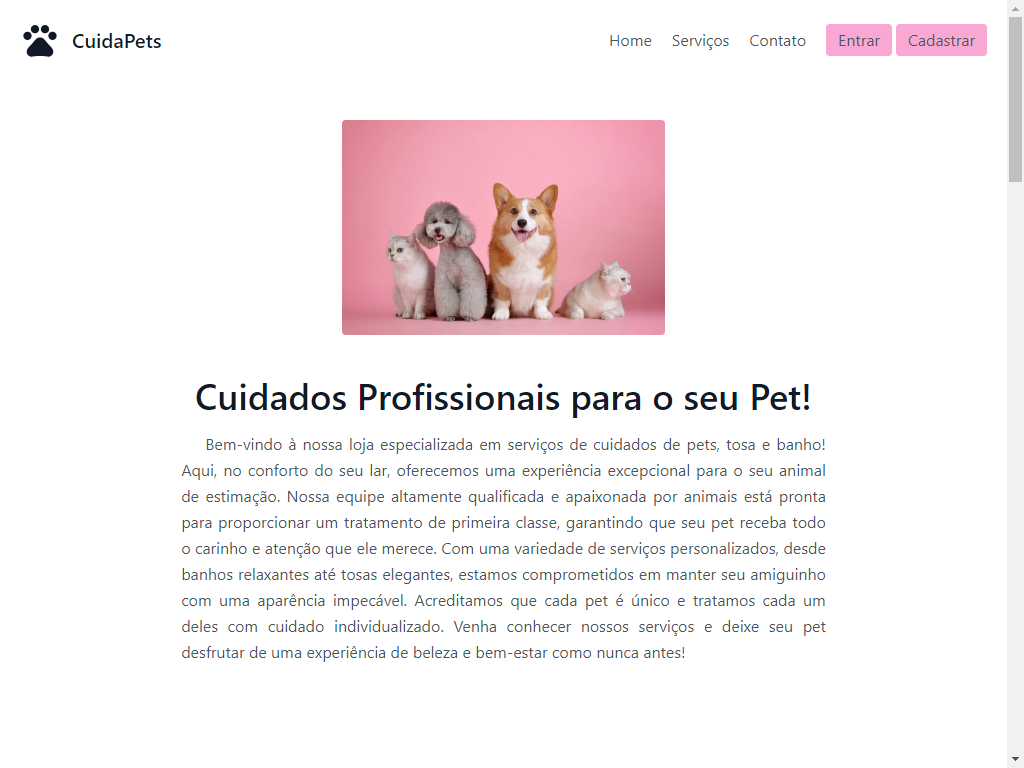 CuidaPets
Home Serviços Contato Entrar Cadastrar
Cuidados Profissionais para o seu Pet!
Bem-vindo à nossa loja especializada em serviços de cuidados de pets, tosa e banho!
Aqui, no conforto do seu lar, oferecemos uma experiência excepcional para o seu animal
de estimação. Nossa equipe altamente qualificada e apaixonada por animais está pronta
para proporcionar um tratamento de primeira classe, garantindo que seu pet receba todo
o carinho e atenção que ele merece. Com uma variedade de serviços personalizados, desde
banhos relaxantes até tosas elegantes, estamos comprometidos em manter seu amiguinho
com uma aparência impecável. Acreditamos que cada pet é único e tratamos cada um
deles com cuidado individualizado. Venha conhecer nossos serviços e deixe seu pet
desfrutar de uma experiência de beleza e bem-estar como nunca antes!